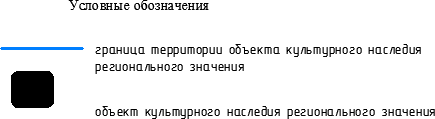 Условные обозначения
граница территории объекта культурного наследия
регионального значения
объект культурного наследия регионального значения